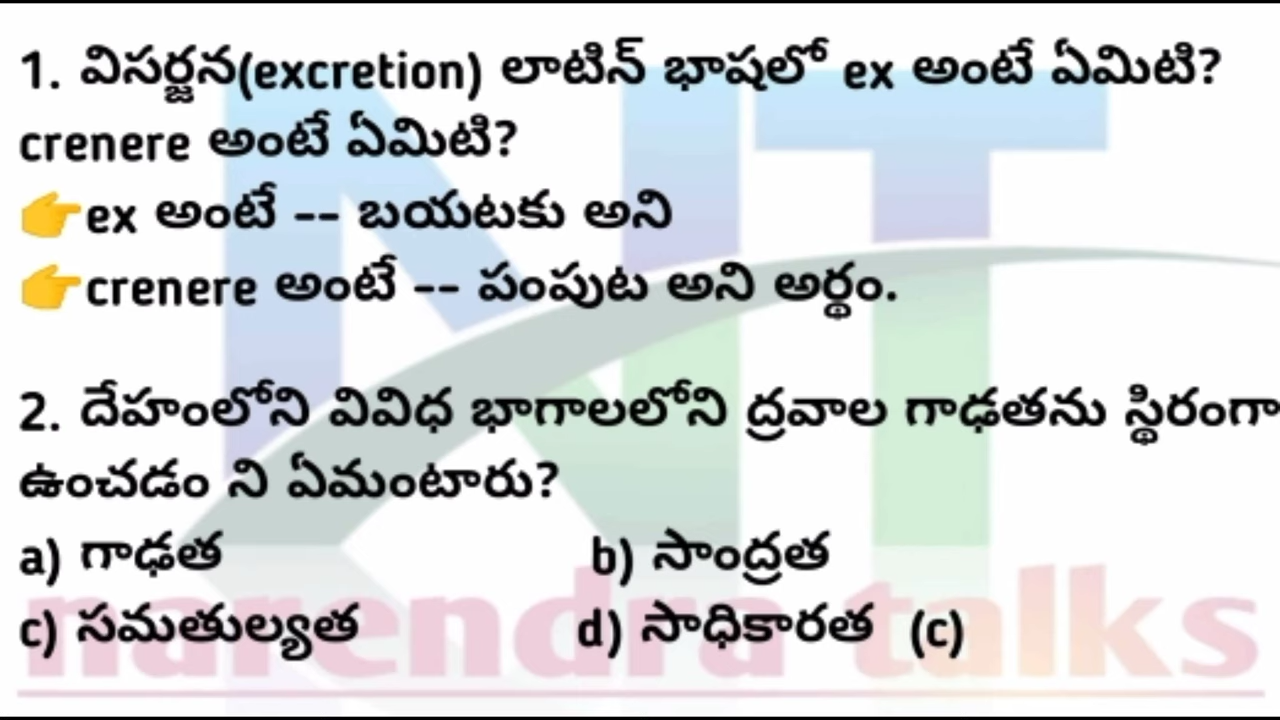 1. విసర్జన(excretion) లాటిన్ భాషలో ex అంటే ఏమిటి?
crenere అంటే ఏమిటి?
👉ex అంటే -- బయటకు అని
👉crenere అంటే -- పంపుట అని అర్థం.
2. దేహంలోని వివిధ భాగాలలోని ద్రవాల గాఢతను స్థిరంగా
ఉంచడం ని ఏమంటారు?
a) గాఢత b) సాంద్రత
c) సమతుల్యత d) సాధికారత (c)
NT
narendra talks